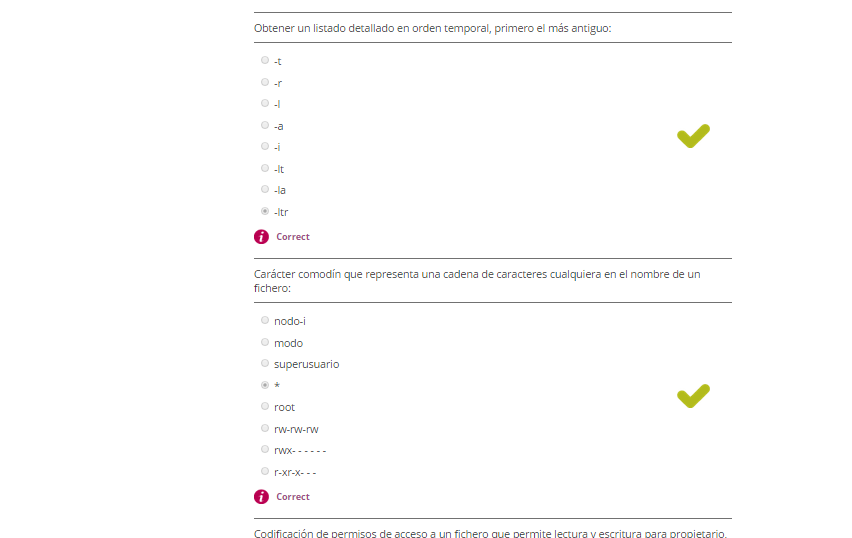 Obtener un listado detallado en orden temporal, primero el más antiguo:
-t
-r
-l
-a
-i
-lt
-la
-ltr
i Correct
Carácter comodín que representa una cadena de caracteres cualquiera en el nombre de un
fichero:
nodo-i
modo
superusuario
*
root
rw-rw-rw
rwx- - - - - -
r-xr-x- - -
i Correct
Codificación de permisos de acceso a un fichero que permite lectura y escritura para propietario,